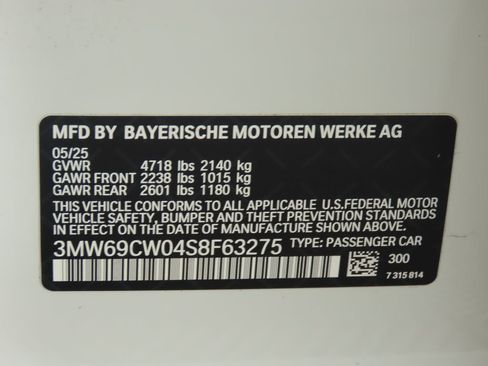 MFD BY BAYERISCHE MOTOREN WERKE AG
05/25
GVWR 4718 lbs 2140 kg
GAWR FRONT 2238 lbs 1015 kg
GAWR REAR 2601 lbs 1180 kg
THIS VEHICLE CONFORMS TO ALL APPLICABLE U.S.FEDERAL MOTOR
VEHICLE SAFETY, BUMPER AND THEFT PREVENTION STANDARDS
IN EFFECT ON THE DATE OF MANUFACTURE SHOWN ABOVE.
3MW69CW04S8F63275 TYPE: PASSENGER CAR
300
7 315 814